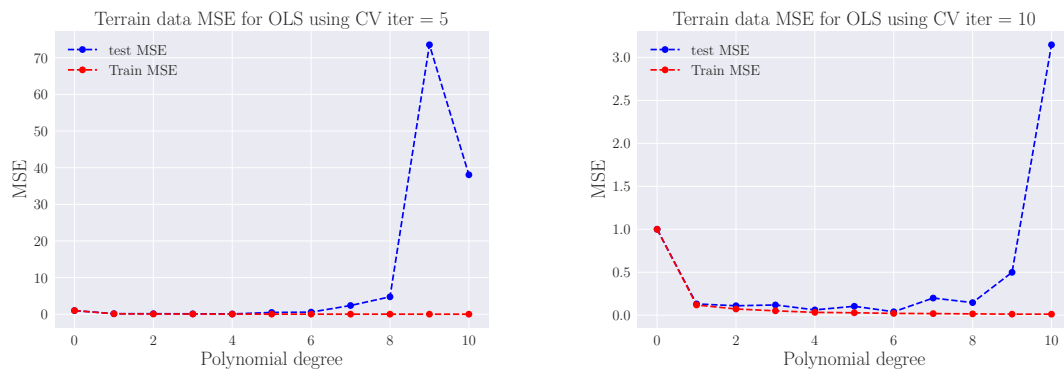 Terrain data MSE for OLS using CV iter = 5
test MSE
Train MSE
70
60
50
40
30
20
10
0
MSE
0 2 4 6 8 10
Polynomial degree
Terrain data MSE for OLS using CV iter = 10
test MSE
Train MSE
3.0
2.5
2.0
1.5
1.0
0.5
0.0
MSE
0 2 4 6 8 10
Polynomial degree